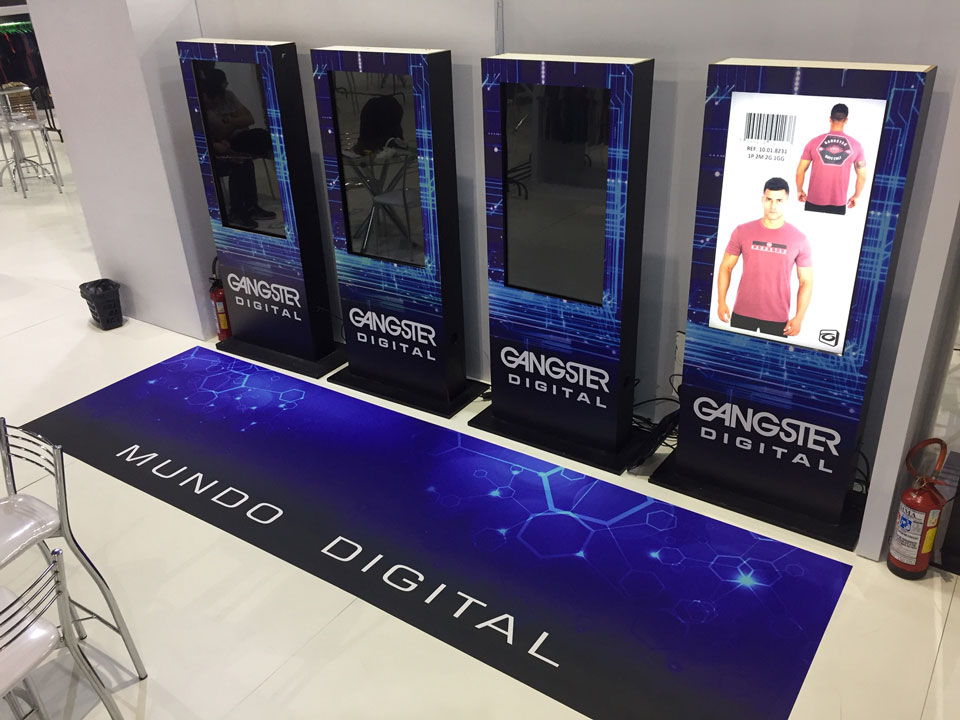 GANGSTER
DIGITAL
GANGSTER
DIGITAL
GANGSTER
DIGITAL
REF: 10.01.8231
1P 2M 2G 1GG
GANGSTER
DIGITAL
MUNDO DIGITAL